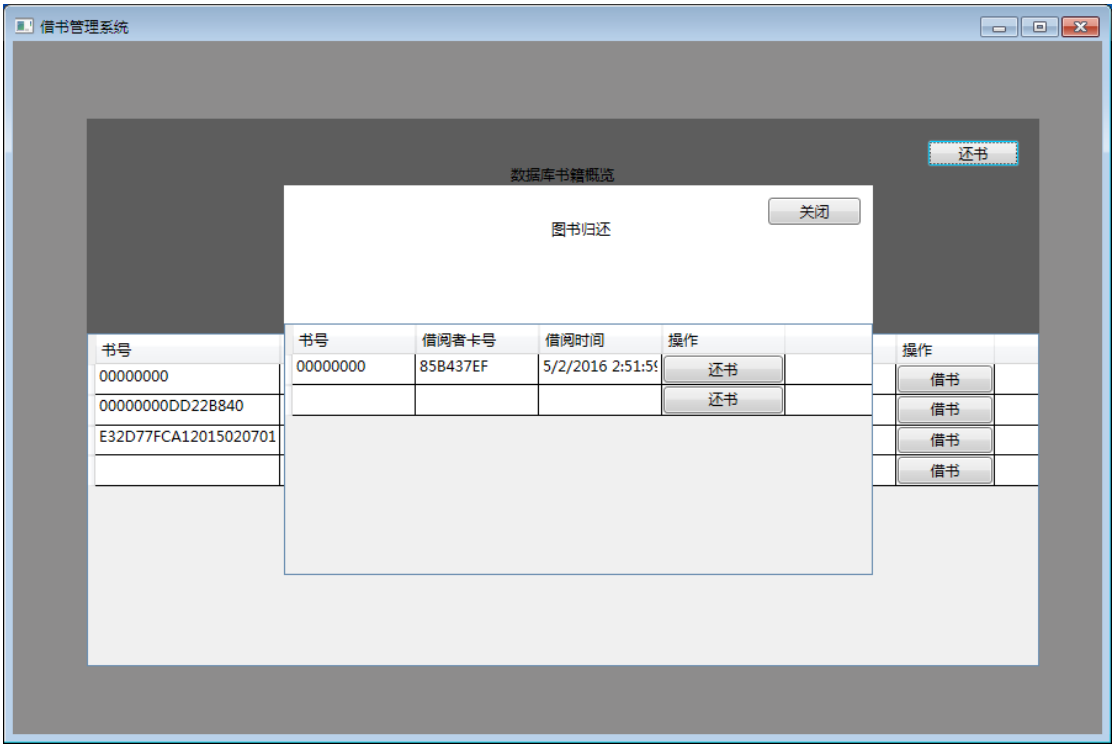 借书管理系统
还书
数据库书籍概览
关闭
图书归还
书号 借阅者卡号 借阅时间 操作
00000000 85B437EF 5/2/2016 2:51:59 还书
还书
书号 操作
00000000 借书
00000000DD22B840 借书
E32D77FCA12015020701 借书
借书